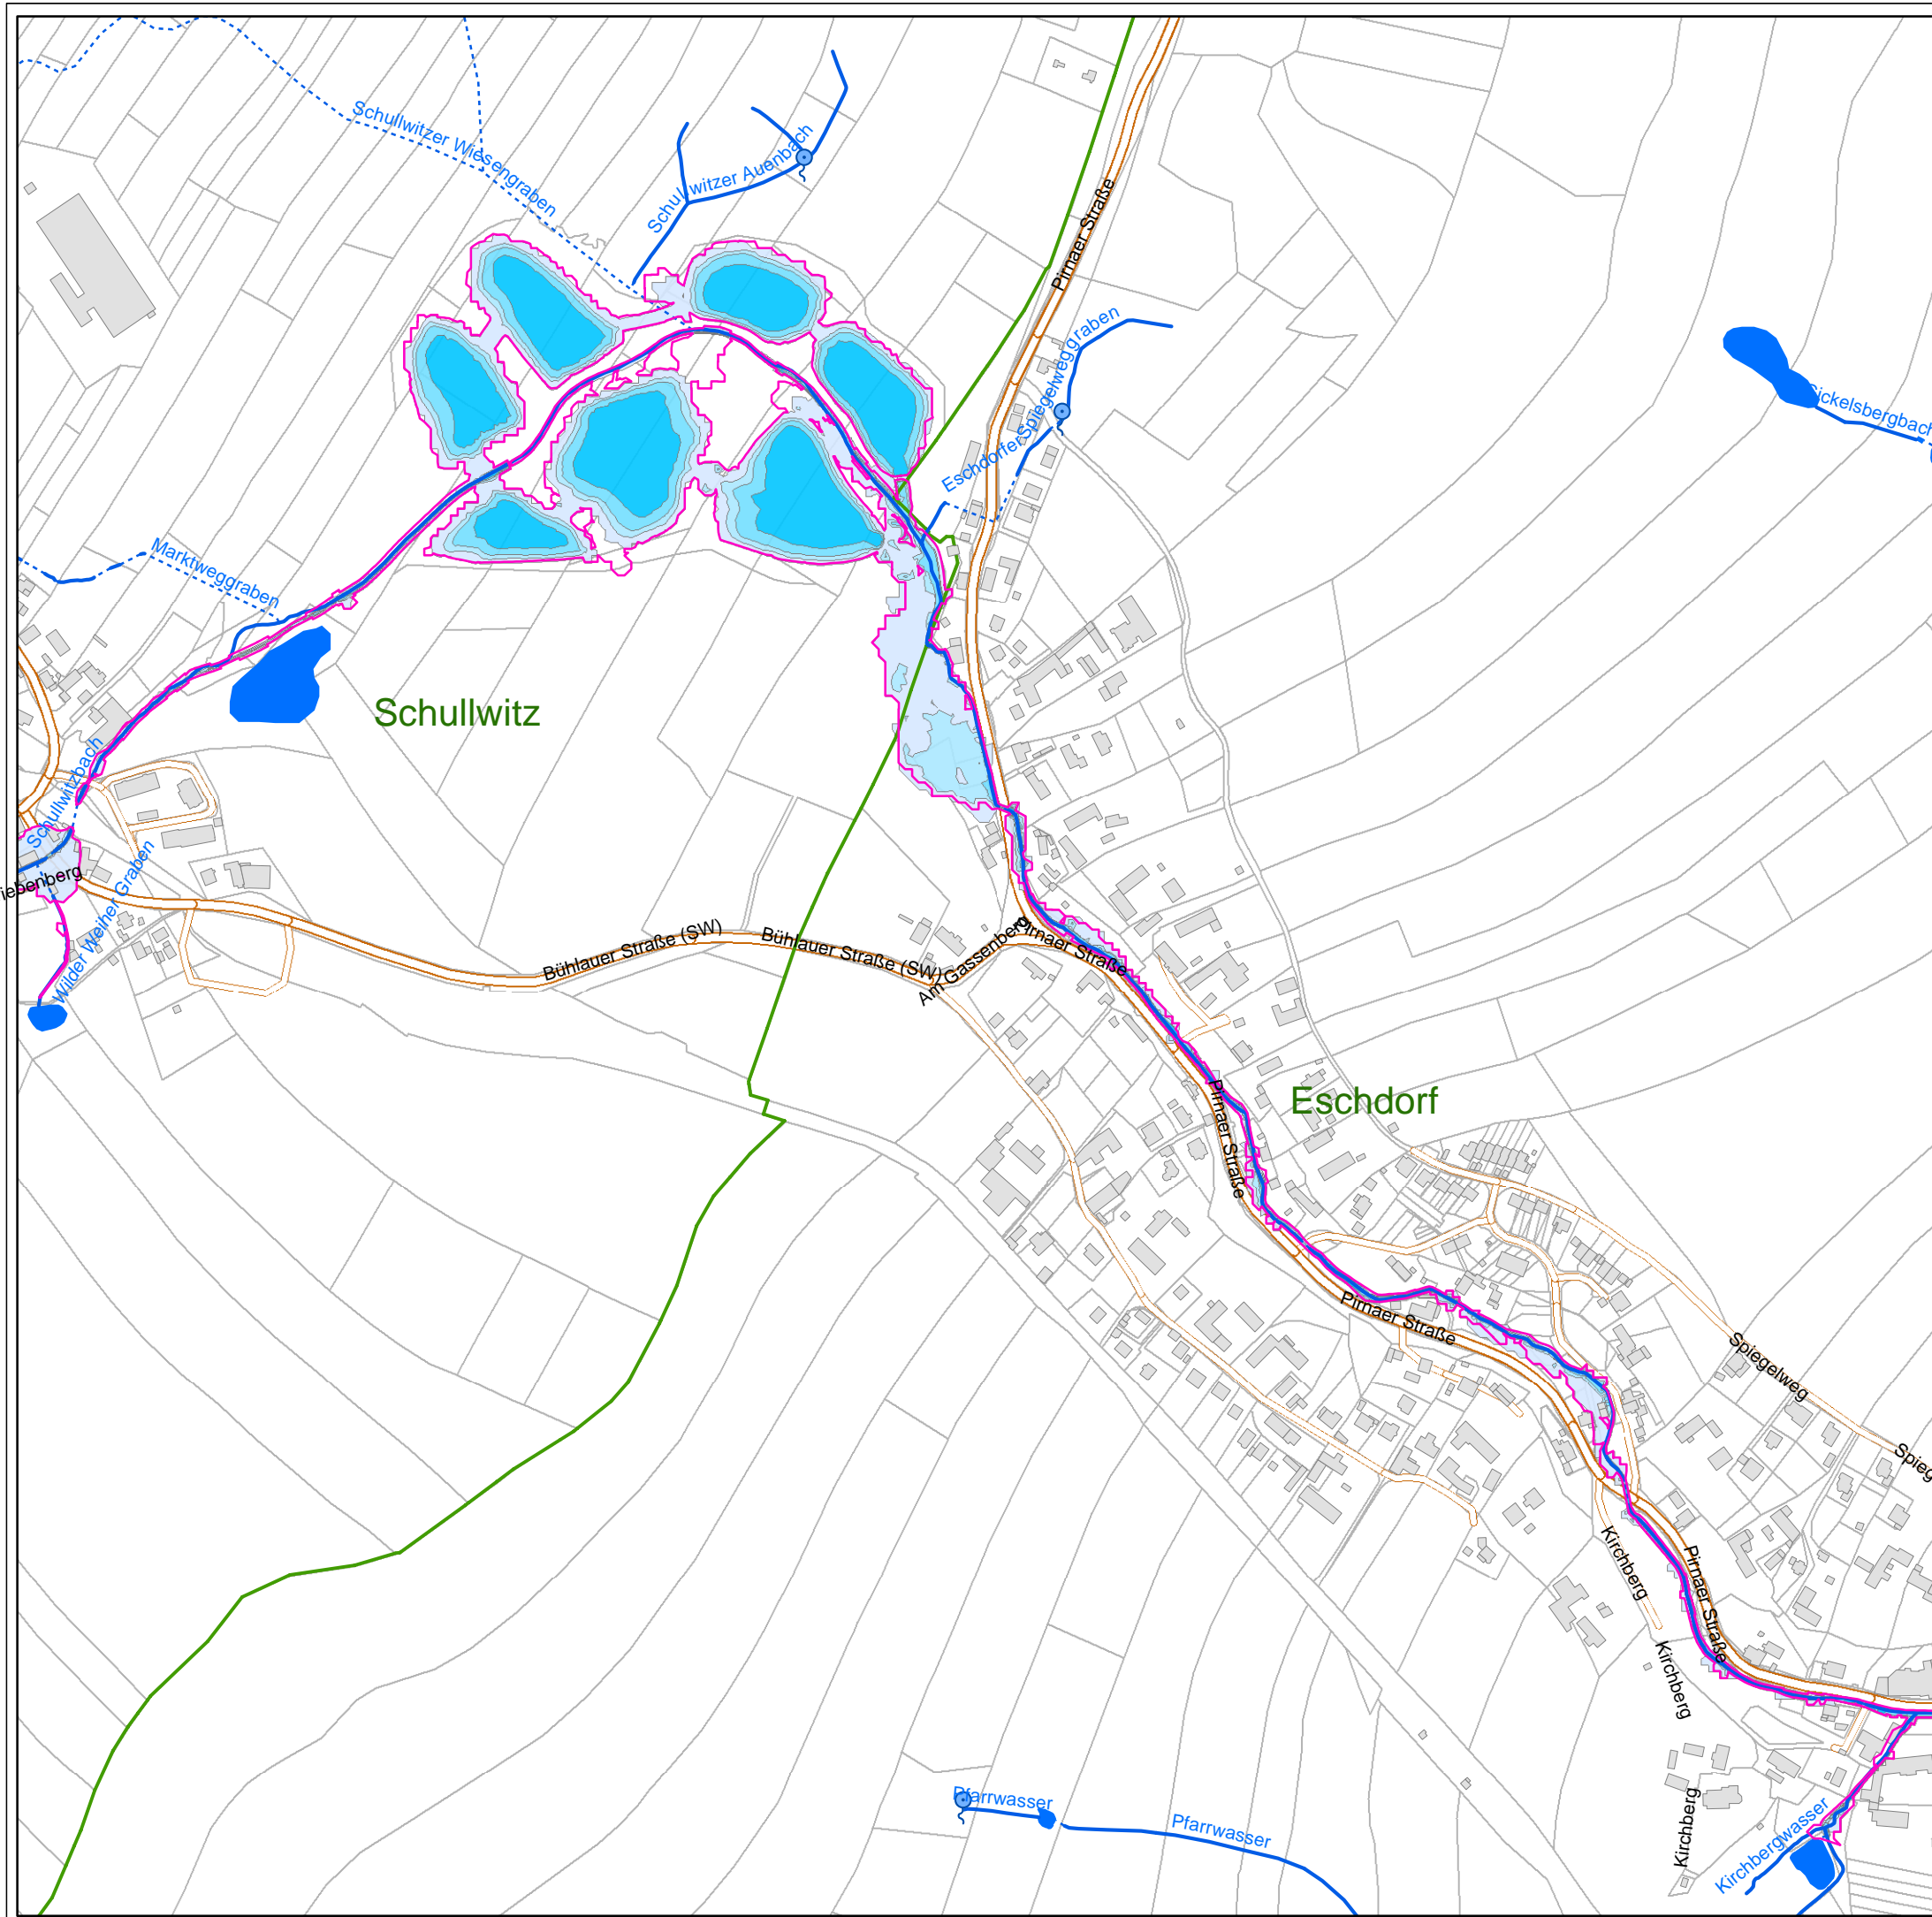 Schullwitzer Wiesengraben
Schullwitzer Auenbach
Pirnaer Straße
Eschdorfer Spiegelweggraben
Marktweggraben
Schullwitz
Schullwitzbach
Wilder Weiher Graben
Bühlauer Straße (SW)
Bühlauer Straße (SW)
Am Gassenberg
Pirnaer Straße
Pirnaer Straße
Eschdorf
Pirnaer Straße
Spiegelweg
Spieg
Kirchberg
Pirnaer Straße
Kirchberg
Kirchberg
Kirchbergwasser
Pfarrwasser
Pfarrwasser